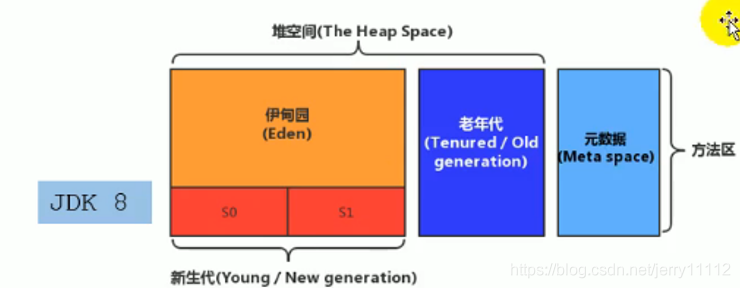 堆空间(The Heap Space)
伊甸园
(Eden)
老年代
(Tenured / Old
generation)
元数据
(Meta space)
方法区
JDK 8
S0
S1
新生代(Young / New generation)
https://blog.csdn.net/jerry11112